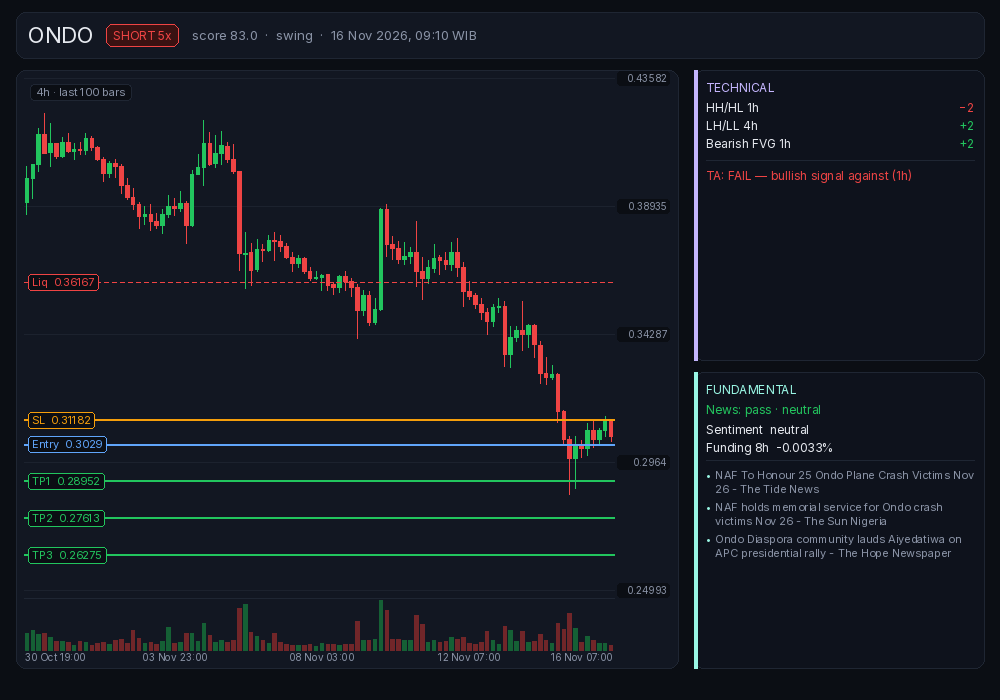 ONDO SHORT 5x score 83.0 · swing · 16 Nov 2026, 09:10 WIB
4h · last 100 bars
0.43582
0.38935
Liq 0.36167
0.34287
SL 0.31182
Entry 0.3029
0.2964
TP1 0.28952
TP2 0.27613
TP3 0.26275
0.24993
30 Oct 19:00 03 Nov 23:00 08 Nov 03:00 12 Nov 07:00 16 Nov 07:00
TECHNICAL
HH/HL 1h −2
LH/LL 4h +2
Bearish FVG 1h +2
TA: FAIL — bullish signal against (1h)
FUNDAMENTAL
News: pass · neutral
Sentiment neutral
Funding 8h -0.0033%
• NAF To Honour 25 Ondo Plane Crash Victims Nov
26 - The Tide News
• NAF holds memorial service for Ondo crash
victims Nov 26 - The Sun Nigeria
• Ondo Diaspora community lauds Aiyedatiwa on
APC presidential rally - The Hope Newspaper